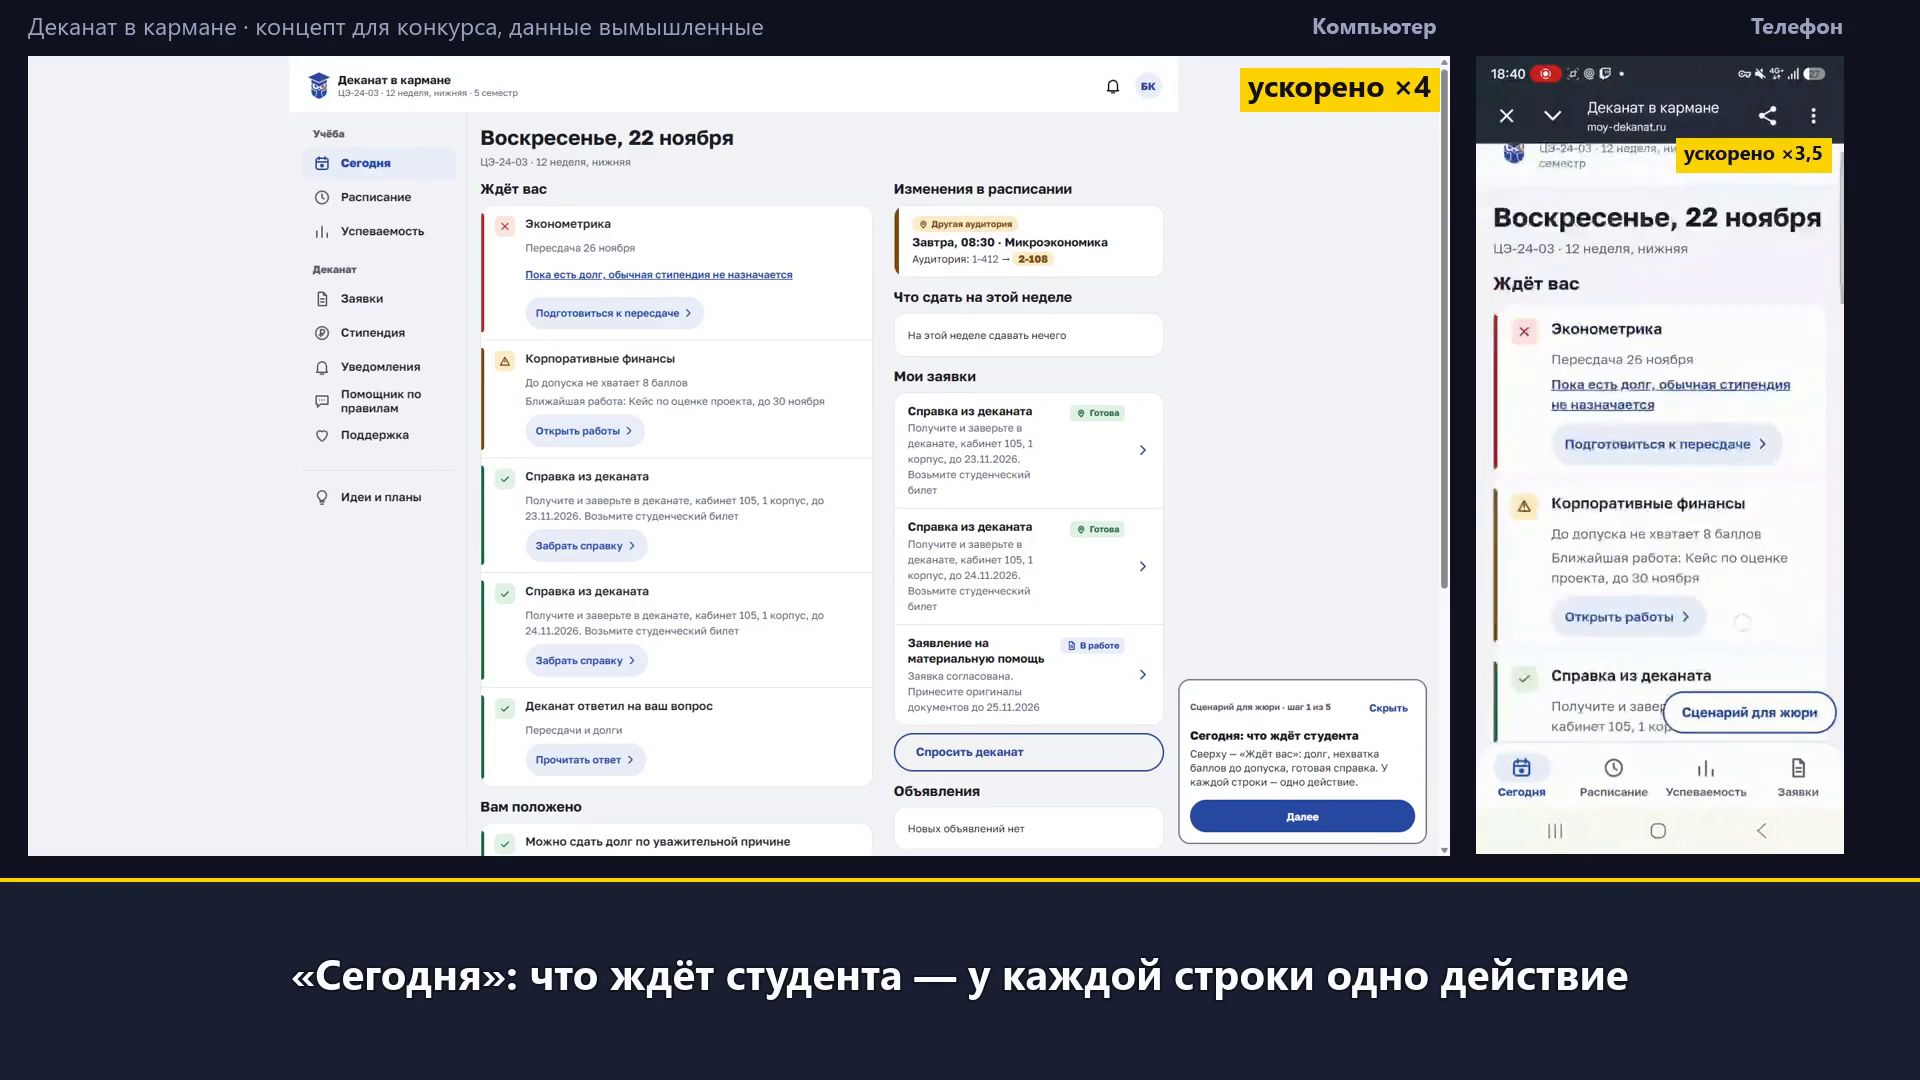 Деканат в кармане · концепт для конкурса, данные вымышленные
Компьютер
Телефон
Деканат в кармане
ЦЭ-24-03 · 12 неделя, нижняя · 5 семестр
БК
ускорено ×4
Учёба
Сегодня
Расписание
Успеваемость
Деканат
Заявки
Стипендия
Уведомления
Помощник по
правилам
Поддержка
Идеи и планы
Воскресенье, 22 ноября
ЦЭ-24-03 · 12 неделя, нижняя
Ждёт вас
Эконометрика
Пересдача 26 ноября
Пока есть долг, обычная стипендия не назначается
Подготовиться к пересдаче
Корпоративные финансы
До допуска не хватает 8 баллов
Ближайшая работа: Кейс по оценке проекта, до 30 ноября
Открыть работы
Справка из деканата
Получите и заверьте в деканате, кабинет 105, 1 корпус, до
23.11.2026. Возьмите студенческий билет
Забрать справку
Справка из деканата
Получите и заверьте в деканате, кабинет 105, 1 корпус, до
24.11.2026. Возьмите студенческий билет
Забрать справку
Деканат ответил на ваш вопрос
Пересдачи и долги
Прочитать ответ
Вам положено
Можно сдать долг по уважительной причине
Изменения в расписании
Другая аудитория
Завтра, 08:30 · Микроэкономика
Аудитория: 1-412 → 2-108
Что сдать на этой неделе
На этой неделе сдавать нечего
Мои заявки
Справка из деканата
Готова
Получите и заверьте в
деканате, кабинет 105, 1
корпус, до 23.11.2026.
Возьмите студенческий
билет
Справка из деканата
Готова
Получите и заверьте в
деканате, кабинет 105, 1
корпус, до 24.11.2026.
Возьмите студенческий
билет
Заявление на
материальную помощь
В работе
Заявка согласована.
Принесите оригиналы
документов до 25.11.2026
Спросить деканат
Объявления
Новых объявлений нет
Сценарий для жюри · шаг 1 из 5
Скрыть
Сегодня: что ждёт студента
Сверху — «Ждёт вас»: долг, нехватка
баллов до допуска, готовая справка. У
каждой строки — одно действие.
Далее
18:40
4G+
27
Деканат в кармане
moy-dekanat.ru
ЦЭ-24-03 · 12 неделя,
семестр
ускорено ×3,5
Воскресенье, 22 ноября
ЦЭ-24-03 · 12 неделя, нижняя
Ждёт вас
Эконометрика
Пересдача 26 ноября
Пока есть долг, обычная стипендия
не назначается
Подготовиться к пересдаче
Корпоративные финансы
До допуска не хватает 8 баллов
Ближайшая работа: Кейс по оценке
проекта, до 30 ноября
Открыть работы
Справка из деканата
Получите и
кабинет 105, 1
Сценарий для жюри
Сегодня
Расписание
Успеваемость
Заявки
«Сегодня»: что ждёт студента — у каждой строки одно действие